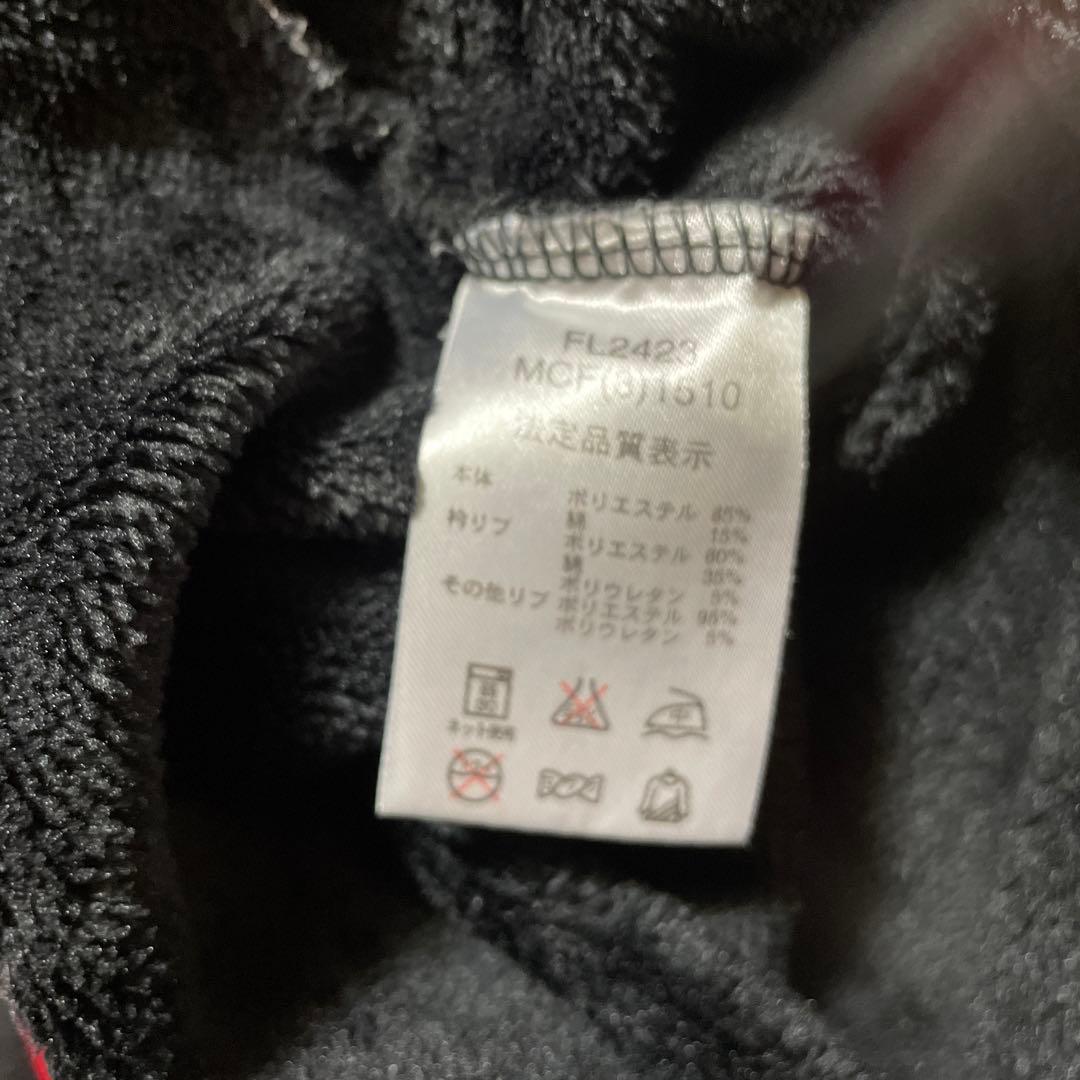 FL2423
MCF(3)1510
法定品質表示
本体 ポリエステル 85%
綿 15%
衿リブ ポリエステル 60%
綿 35%
ポリウレタン 5%
その他リブ ポリエステル 95%
ポリウレタン 5%
ネット使用
中